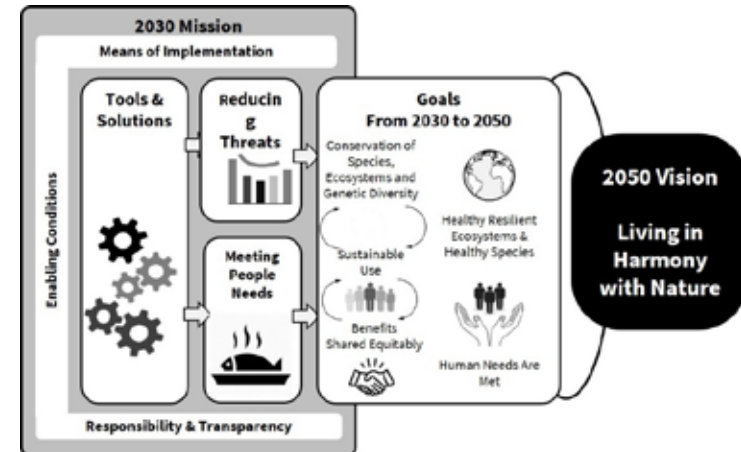 2030 Mission
Means of Implementation
Enabling Conditions
Tools &
Solutions
Reducin
g
Threats
Meeting
People
Needs
Responsibility & Transparency
Goals
From 2030 to 2050
Conservation of
Species,
Ecosystems and
Genetic Diversity
Sustainable
Use
Benefits
Shared Equitably
Healthy Resilient
Ecosystems &
Healthy Species
Human Needs Are
Met
2050 Vision
Living in
Harmony
with Nature